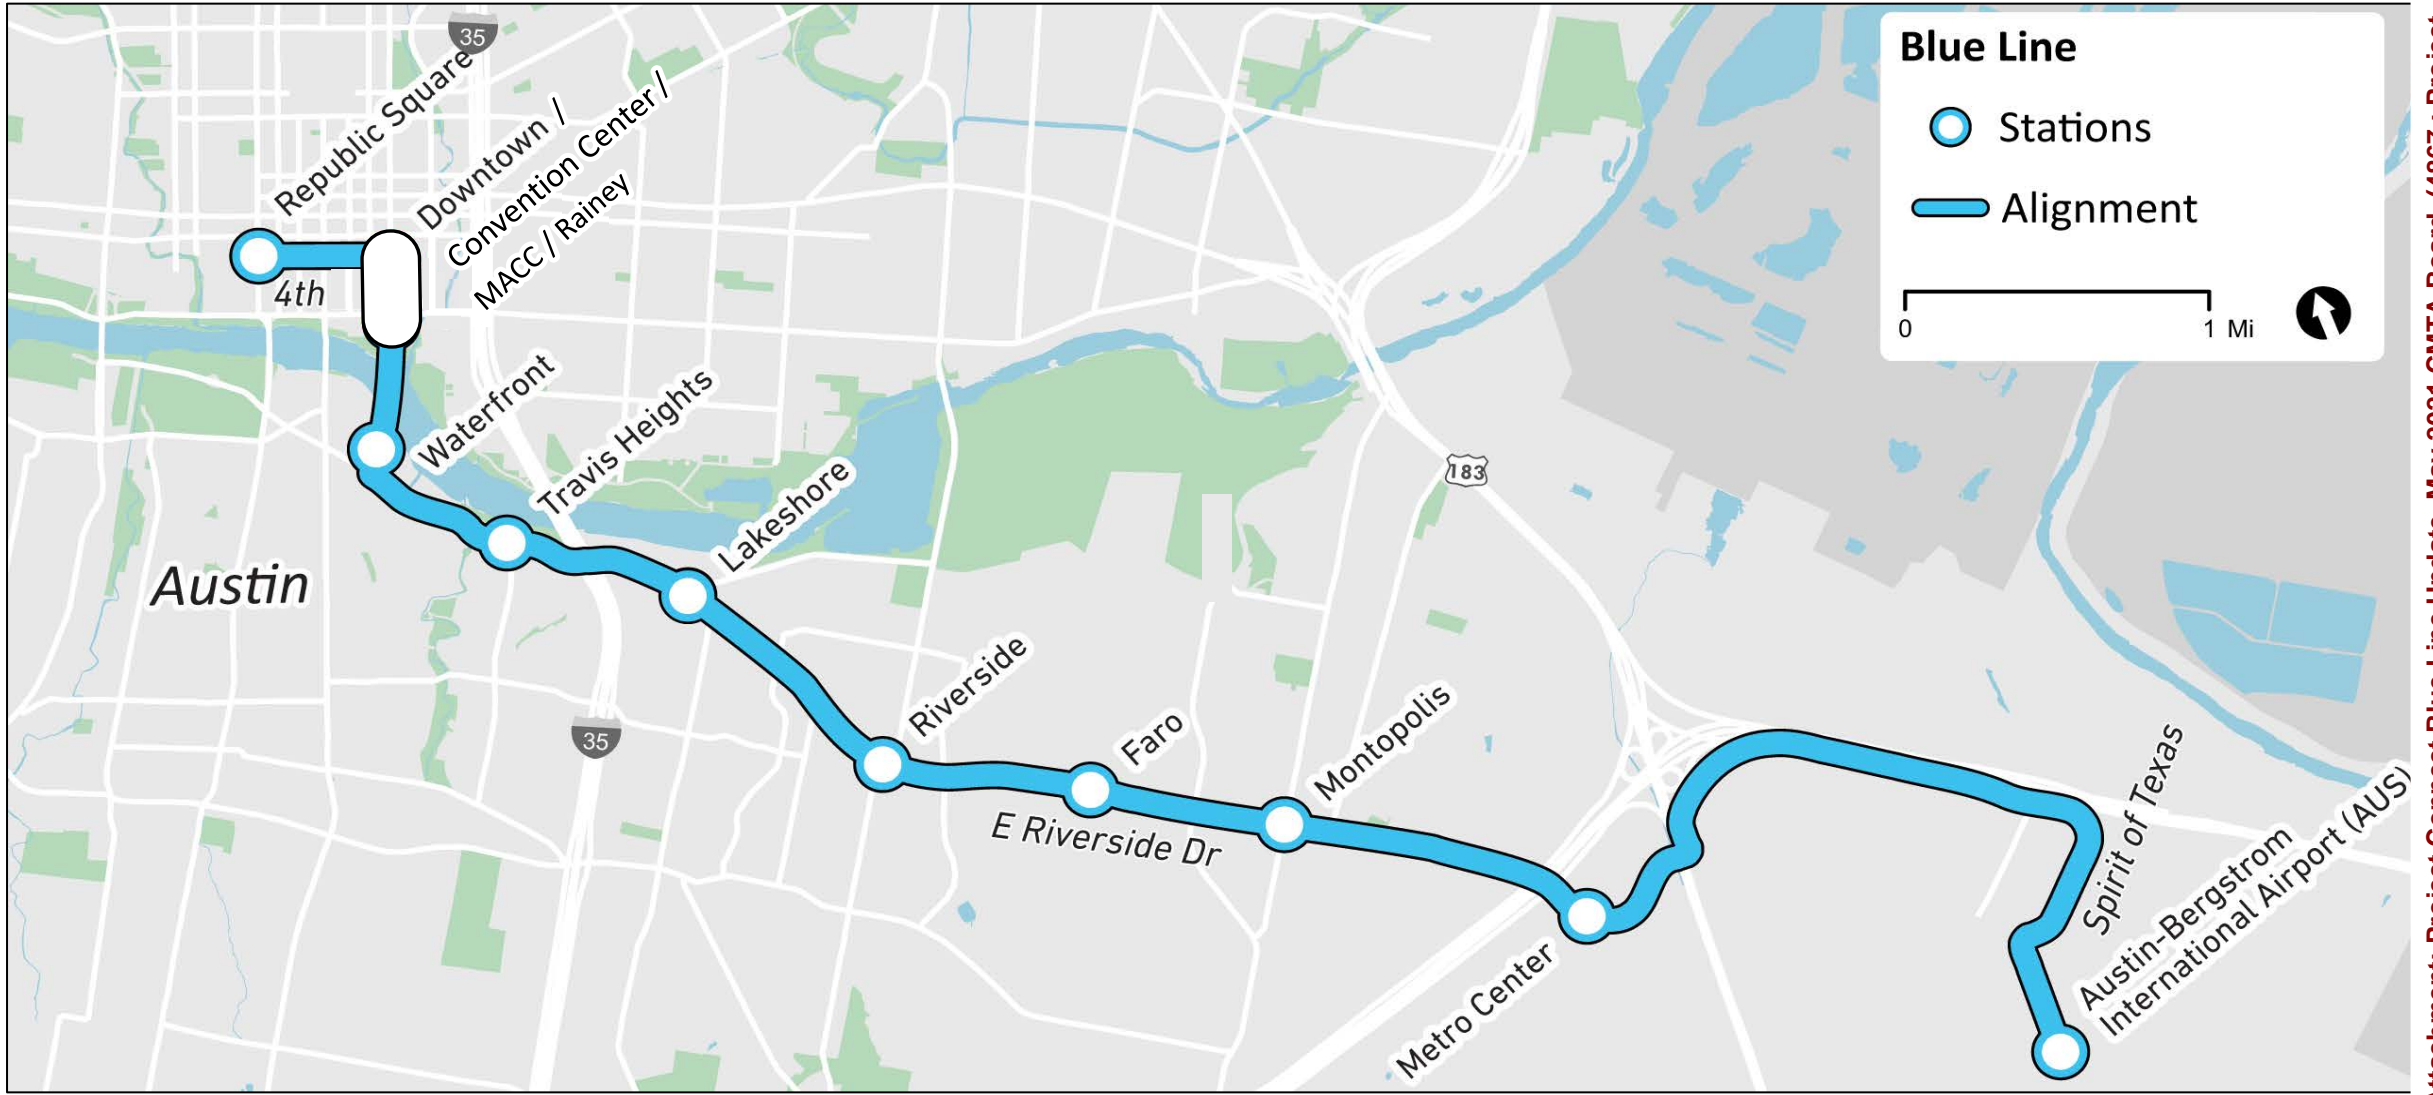 Blue Line
Stations
Alignment
0
1 Mi
35
Republic Square
Downtown /
Convention Center /
MACC / Rainey
4th
Waterfront
Travis Heights
Lakeshore
183
Austin
Riverside
35
Faro
Montopolis
E Riverside Dr
Metro Center
Spirit of Texas
Austin-Bergstrom
International Airport (AUS)